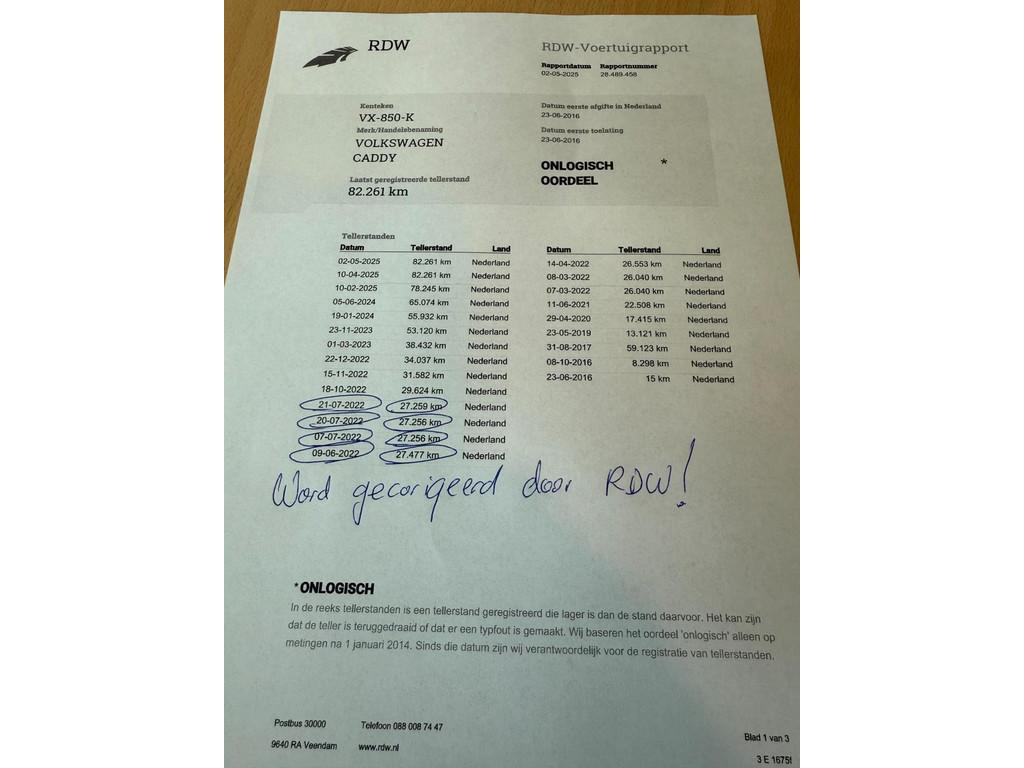 RDW
RDW-Voertuigrapport
Rapportdatum Rapportnummer
02-05-2025 28.489.458
Kenteken
VX-850-K
Merk/Handelsbenaming
VOLKSWAGEN
CADDY
Laatst geregistreerde tellerstand
82.261 km
Datum eerste afgifte in Nederland
23-06-2016
Datum eerste toelating
23-06-2016
ONLOGISCH *
OORDEEL
Tellerstanden
Datum Tellerstand Land
02-05-2025 82.261 km Nederland
10-04-2025 82.261 km Nederland
10-02-2025 78.245 km Nederland
05-06-2024 65.074 km Nederland
19-01-2024 55.932 km Nederland
23-11-2023 53.120 km Nederland
01-03-2023 38.432 km Nederland
22-12-2022 34.037 km Nederland
15-11-2022 31.582 km Nederland
18-10-2022 29.624 km Nederland
21-07-2022 27.259 km Nederland
20-07-2022 27.256 km Nederland
07-07-2022 27.256 km Nederland
09-06-2022 27.477 km Nederland
Datum Tellerstand Land
14-04-2022 26.553 km Nederland
08-03-2022 26.040 km Nederland
07-03-2022 26.040 km Nederland
11-06-2021 22.508 km Nederland
29-04-2020 17.415 km Nederland
23-05-2019 13.121 km Nederland
31-08-2017 59.123 km Nederland
08-10-2016 8.298 km Nederland
23-06-2016 15 km Nederland
Word gecorigeerd door RDW!
*ONLOGISCH
In de reeks tellerstanden is een tellerstand geregistreerd die lager is dan de stand daarvoor. Het kan zijn
dat de teller is teruggedraaid of dat er een typfout is gemaakt. Wij baseren het oordeel 'onlogisch' alleen op
metingen na 1 januari 2014. Sinds die datum zijn wij verantwoordelijk voor de registratie van tellerstanden.
Postbus 30000 Telefoon 088 008 74 47
9640 RA Veendam www.rdw.nl
Blad 1 van 3
3 E 1675!